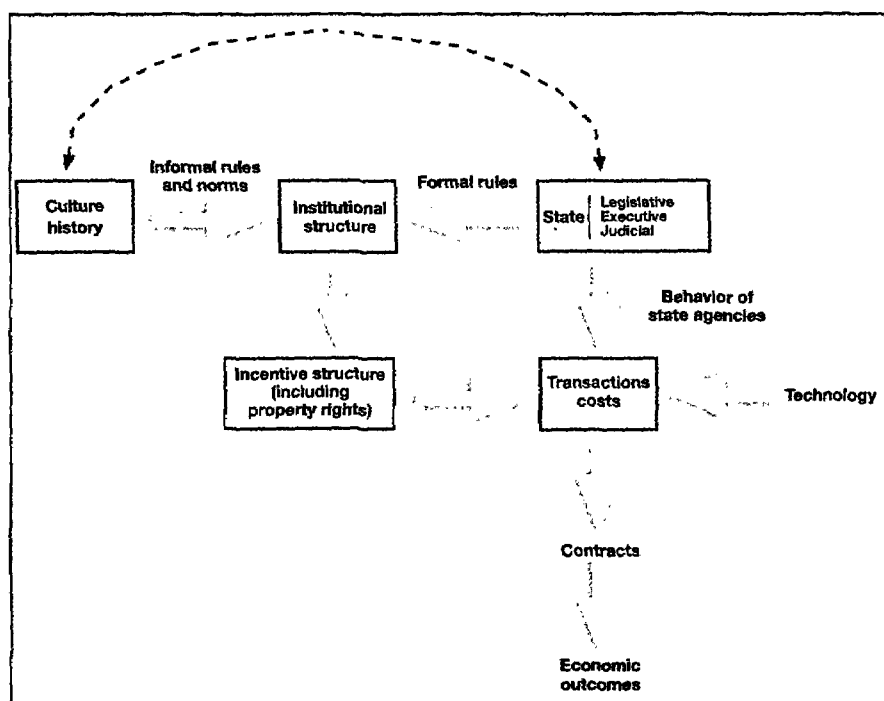 Informal rules
and norms
Formal rules
Culture
history
Institutional
structure
State
Legislative
Executive
Judicial
Behavior of
state agencies
Incentive structure
(including
property rights)
Transactions
costs
Technology
Contracts
Economic
outcomes